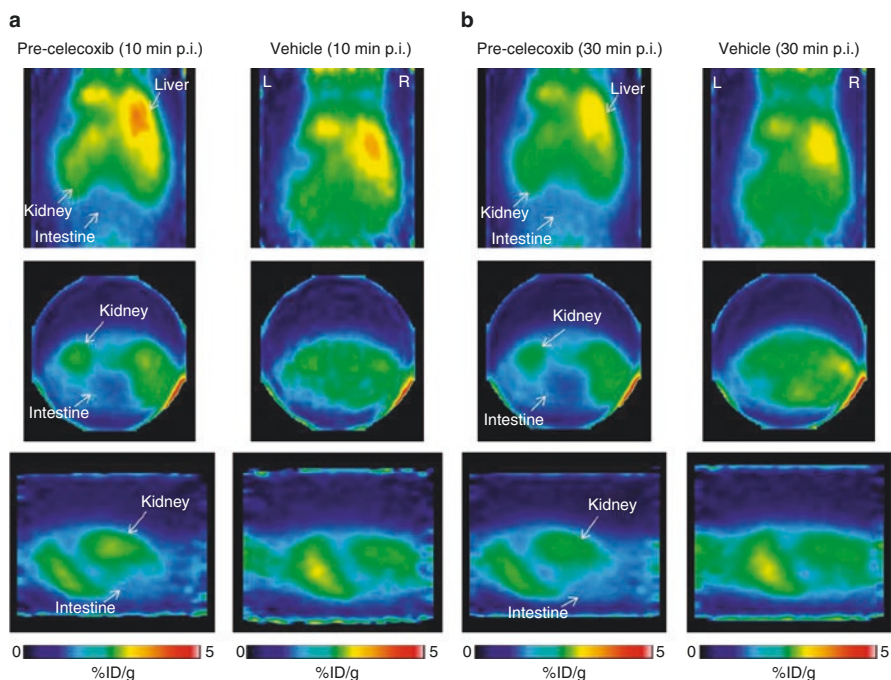 a
b
Pre-celecoxib (10 min p.i.)
Vehicle (10 min p.i.)
Pre-celecoxib (30 min p.i.)
Vehicle (30 min p.i.)
Liver
L
R
L
R
Kidney
Intestine
Kidney
Intestine
Kidney
Intestine
Kidney
Intestine
Kidney
Intestine
Kidney
Intestine
0 5
0 5
0 5
0 5
%ID/g
%ID/g
%ID/g
%ID/g